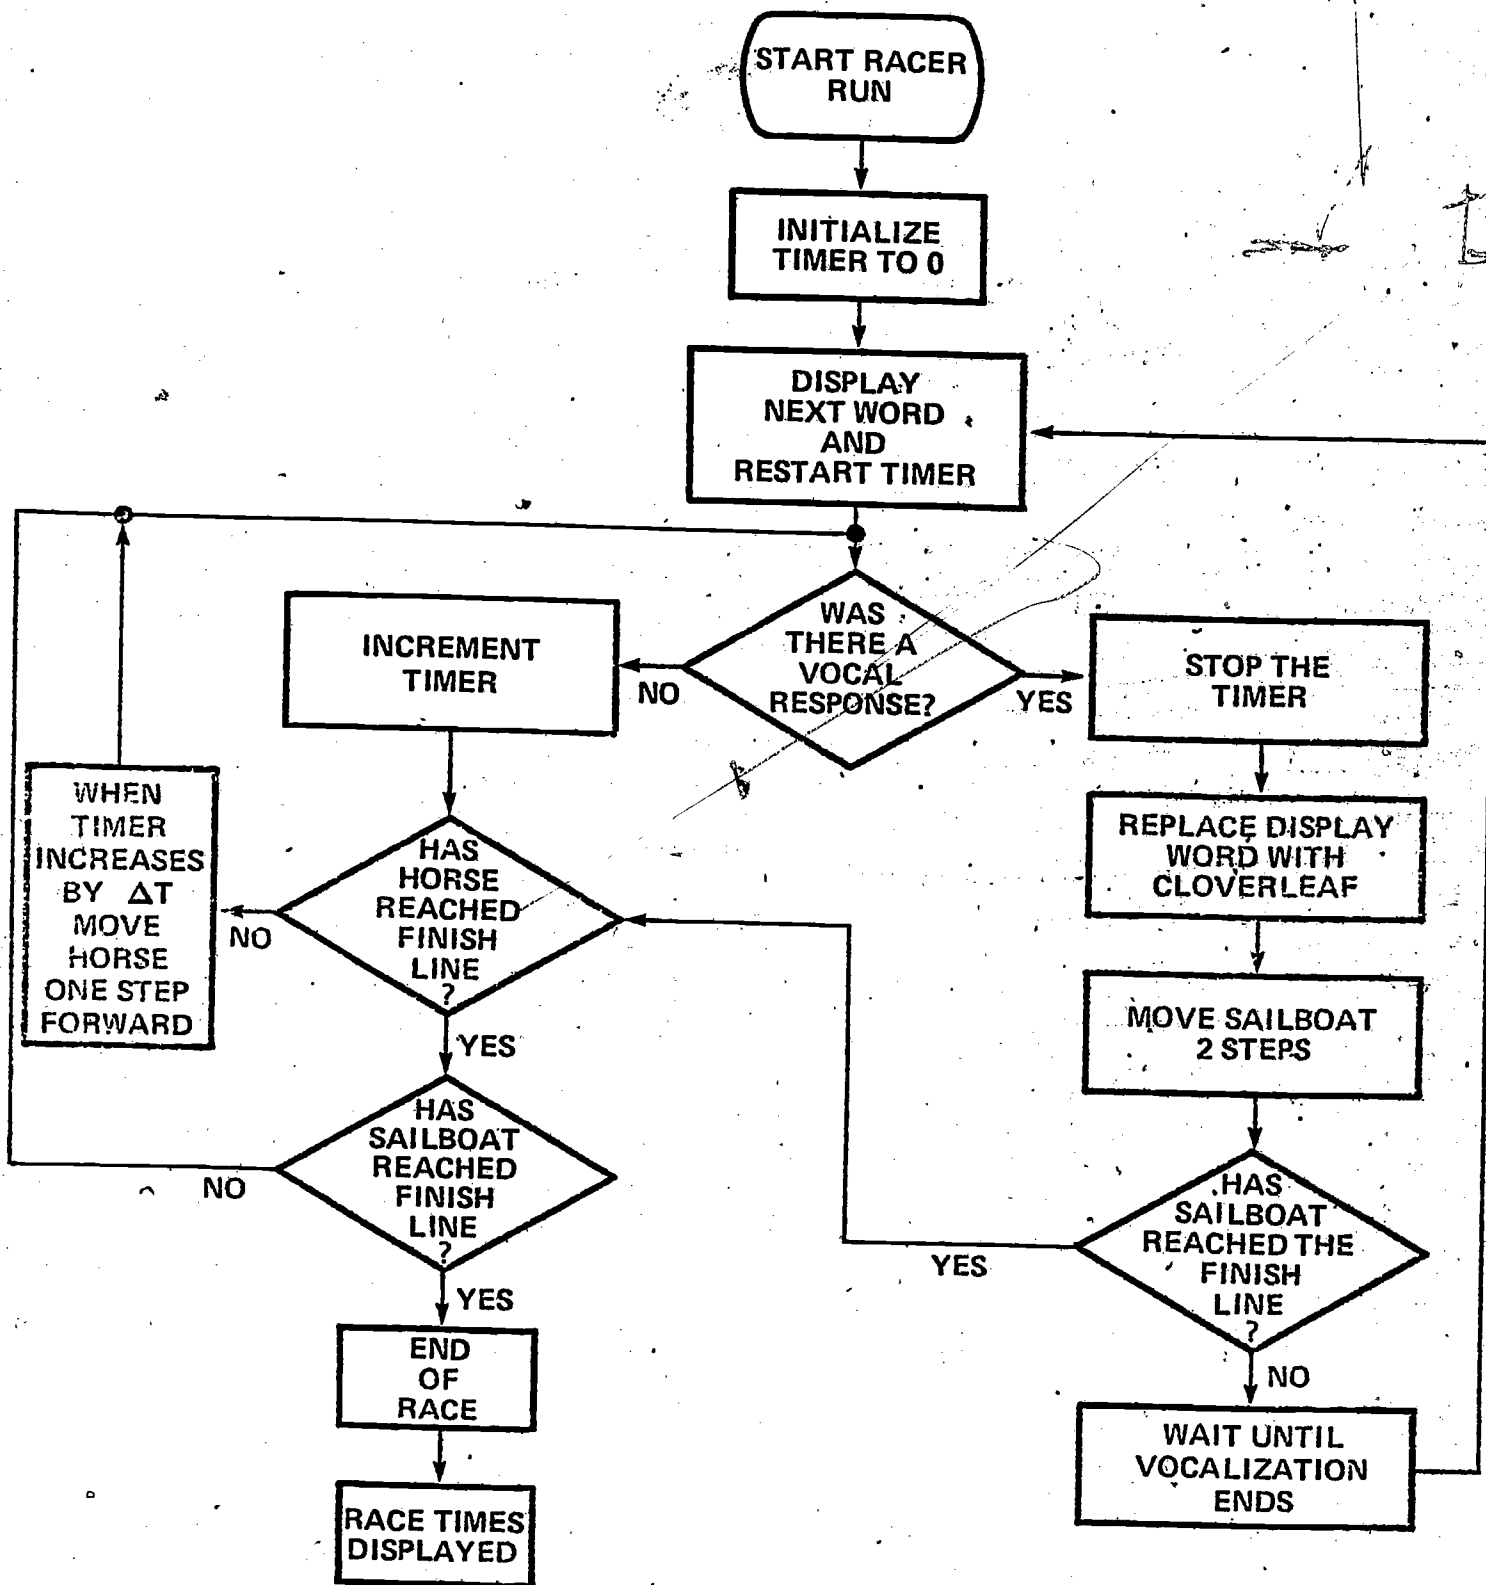 START RACER
RUN
INITIALIZE
TIMER TO 0
DISPLAY
NEXT WORD
AND
RESTART TIMER
WAS
THERE A
VOCAL
RESPONSE?
NO
YES
INCREMENT
TIMER
STOP THE
TIMER
WHEN
TIMER
INCREASES
BY ΔT
MOVE
HORSE
ONE STEP
FORWARD
HAS
HORSE
REACHED
FINISH
LINE
?
NO
YES
REPLACE DISPLAY
WORD WITH
CLOVERLEAF
MOVE SAILBOAT
2 STEPS
HAS
SAILBOAT
REACHED
FINISH
LINE
?
NO
YES
HAS
SAILBOAT
REACHED THE
FINISH
LINE
?
YES
NO
END
OF
RACE
WAIT UNTIL
VOCALIZATION
ENDS
RACE TIMES
DISPLAYED